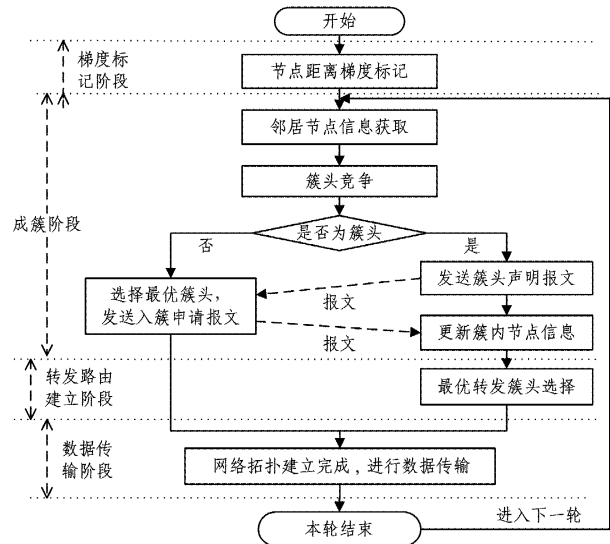 开始
梯度标
记阶段
节点距离梯度标记
邻居节点信息获取
簇头竞争
成簇阶段
是否为簇头
否
是
选择最优簇头,
发送入簇申请报文
发送簇头声明报文
报文
报文
更新簇内节点信息
转发路由
建立阶段
最优转发簇头选择
数据传
输阶段
网络拓扑建立完成,进行数据传输
进入下一轮
本轮结束